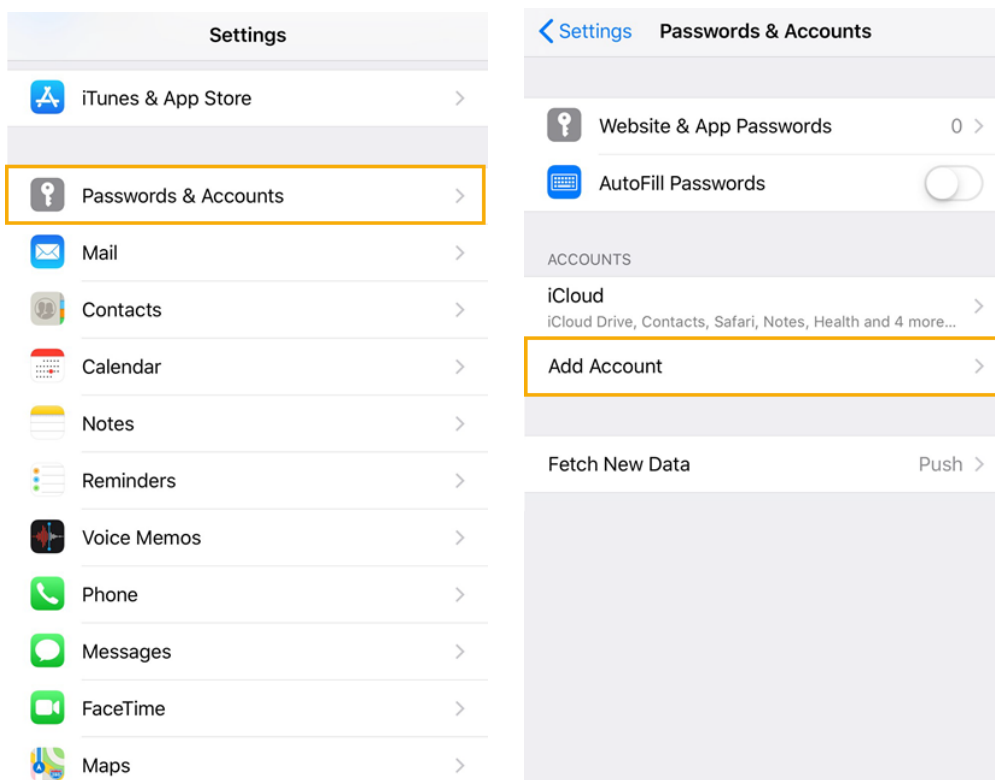 Settings
iTunes & App Store
Passwords & Accounts
Mail
Contacts
Calendar
Notes
Reminders
Voice Memos
Phone
Messages
FaceTime
Maps
Settings Passwords & Accounts
Website & App Passwords 0
AutoFill Passwords
ACCOUNTS
iCloud
iCloud Drive, Contacts, Safari, Notes, Health and 4 more...
Add Account
Fetch New Data Push